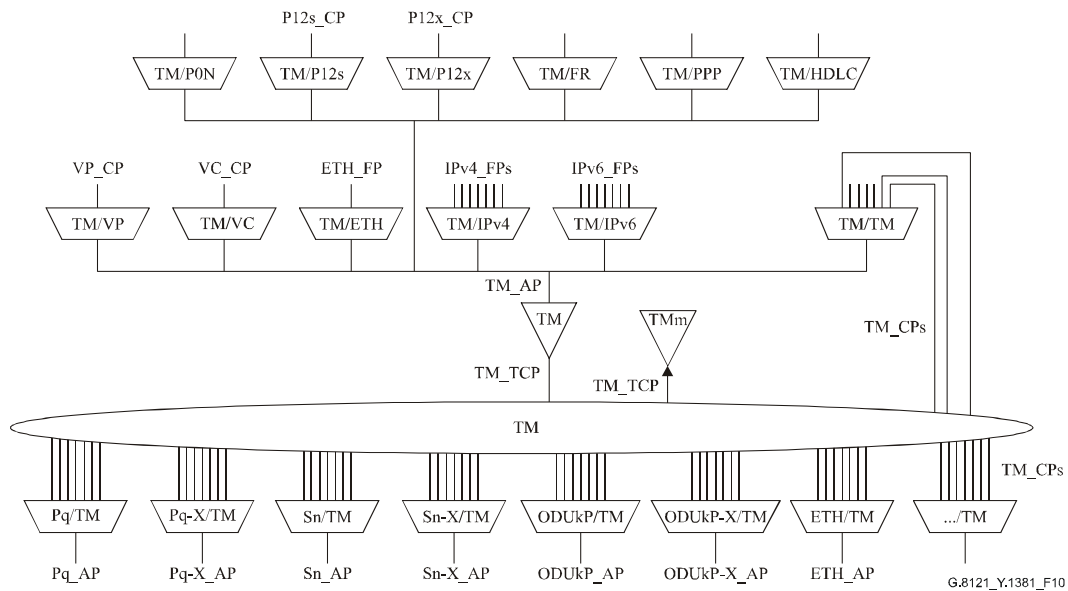 P12s_CP P12x_CP
TM/P0N TM/P12s TM/P12x TM/FR TM/PPP TM/HDLC
VP_CP VC_CP ETH_FP IPv4_FPs IPv6_FPs
TM/VP TM/VC TM/ETH TM/IPv4 TM/IPv6 TM/TM
TM_AP
TM TMm
TM_CPs
TM_TCP TM_TCP
TM
TM_CPs
Pq/TM Pq-X/TM Sn/TM Sn-X/TM ODUkP/TM ODUkP-X/TM ETH/TM .../TM
Pq_AP Pq-X_AP Sn_AP Sn-X_AP ODUkP_AP ODUkP-X_AP ETH_AP
G.8121_Y.1381_F10